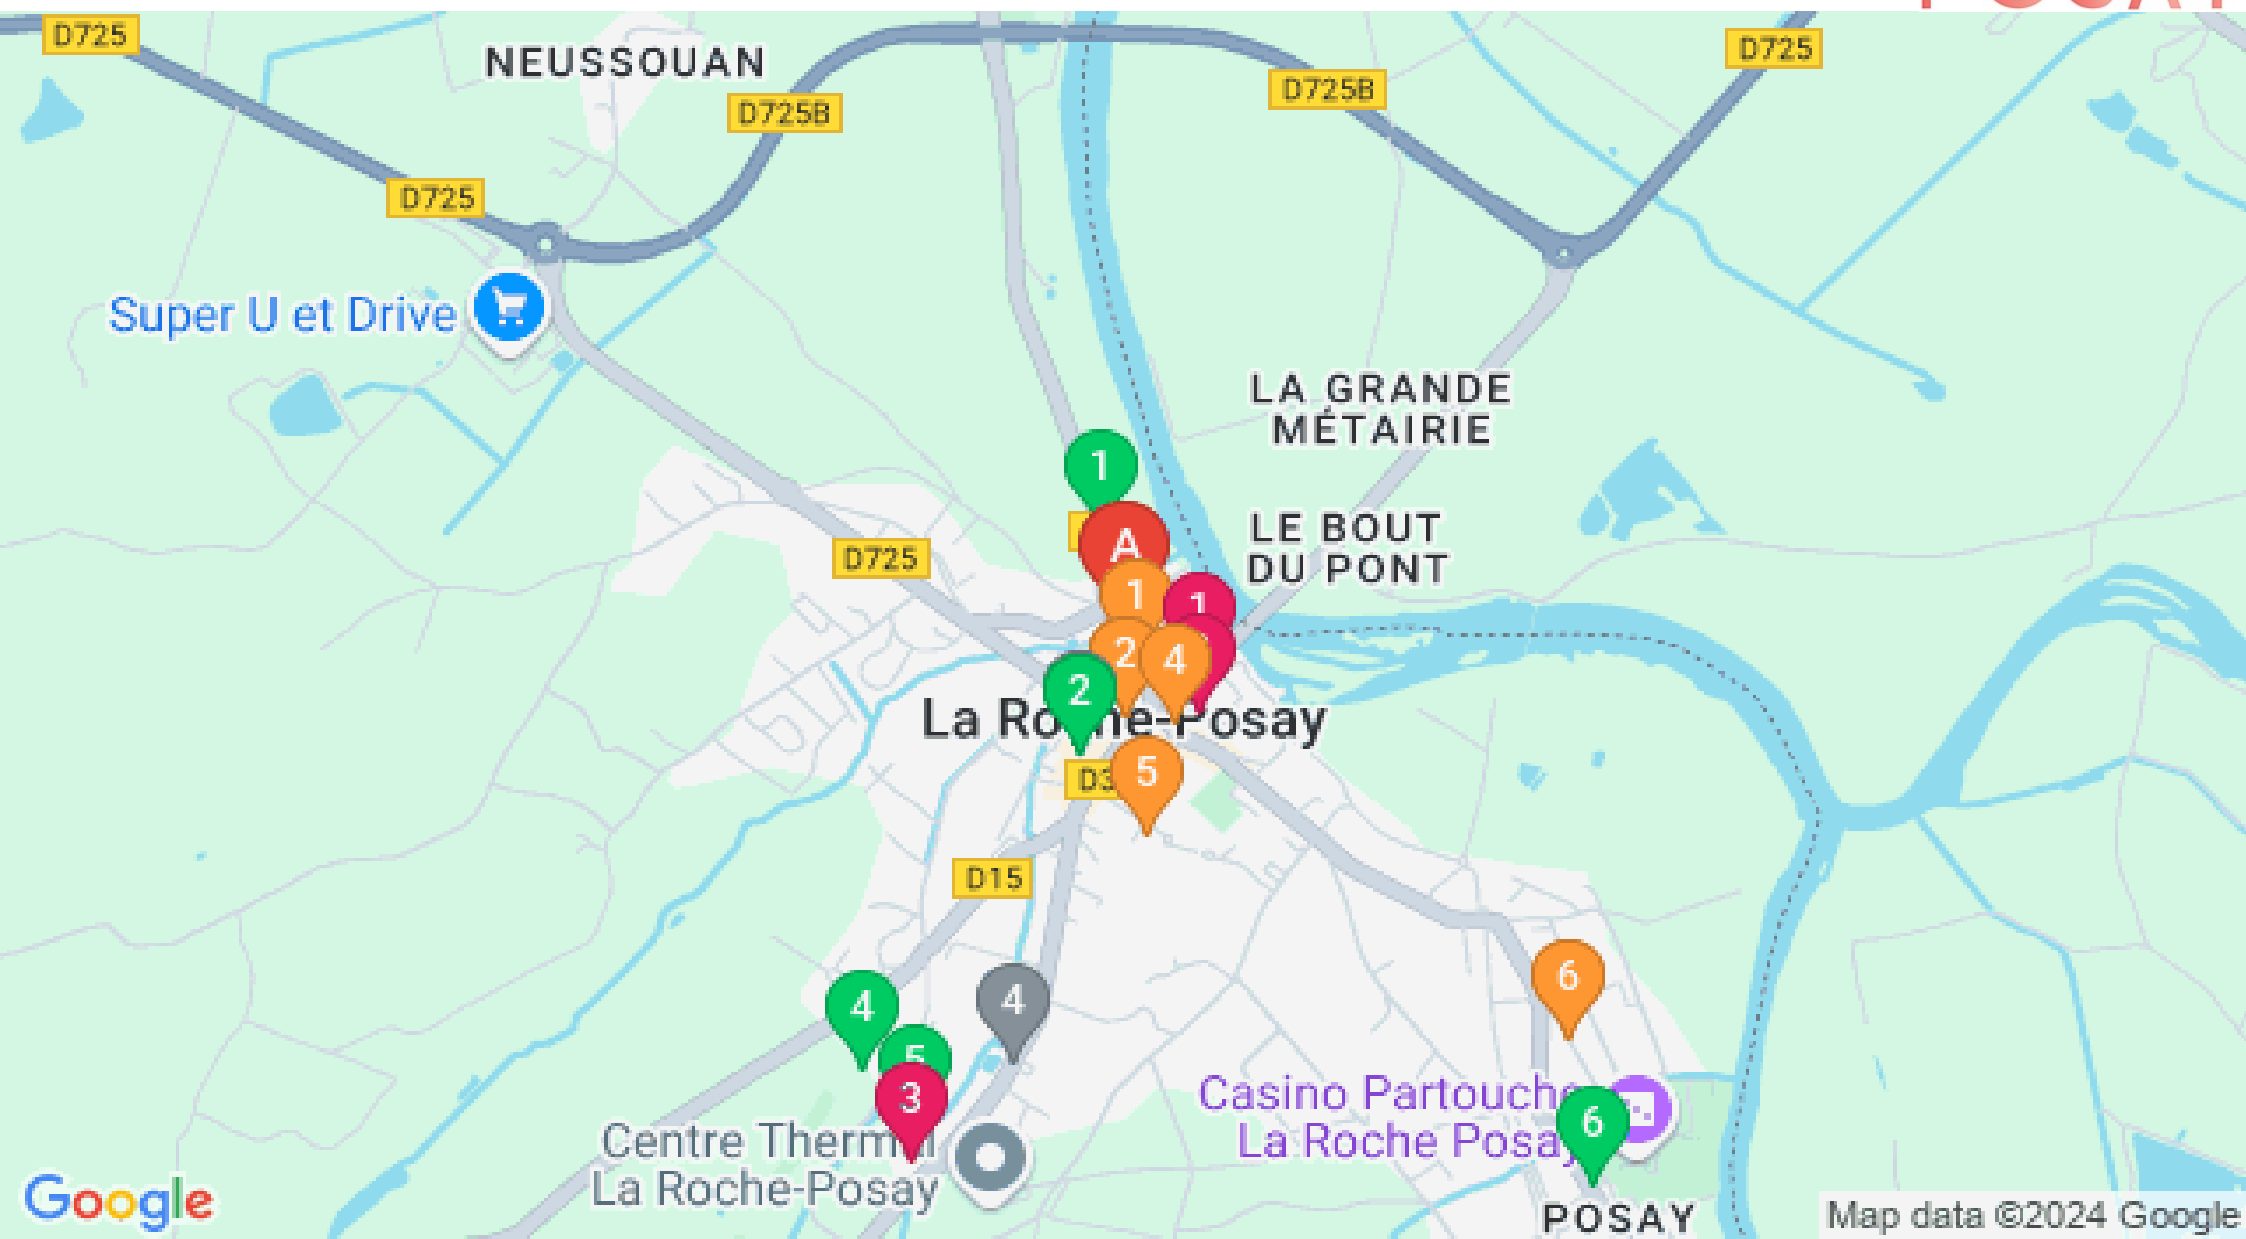 D725
NEUSSOUAN
D725B
D725B
D725
D725
Super U et Drive
LA GRANDE
MÉTAIRIE
1
A
LE BOUT
DU PONT
D725
1
1
2
4
2
La Roche-Posay
5
D3
D15
6
4
4
5
3
Casino Partouche
La Roche Posay
6
Centre Thermal
La Roche-Posay
POSAY
Google
Map data ©2024 Google